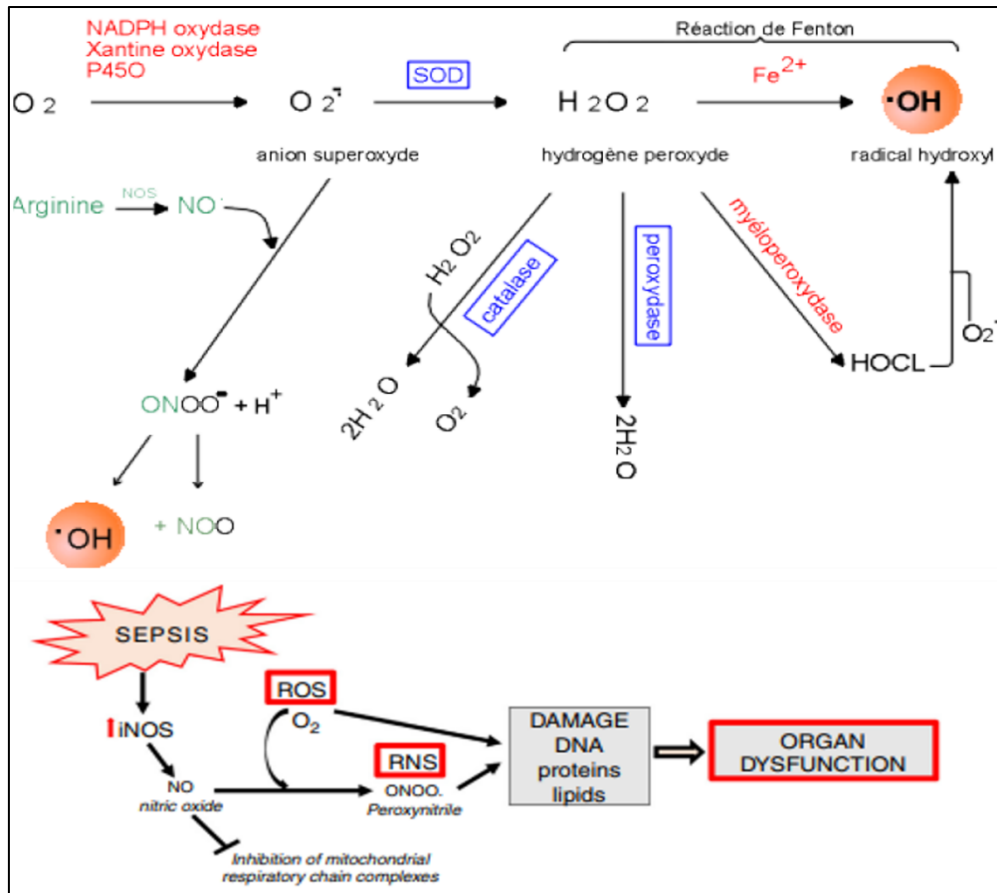 NADPH oxydase
Xantine oxydase
P45O
Réaction de Fenton
O 2
O 2•-
SOD
H 2 O 2
Fe2+
·OH
anion superoxyde
hydrogène peroxyde
radical hydroxyl
Arginine
NOS
NO·
H2 O2
catalase
peroxydase
myéloperoxydase
O2-
2H 2 O
O2
HOCL
ONOO- + H+
2H2 O
·OH
+ NOO
SEPSIS
ROS
iNOS
O2
RNS
NO
nitric oxide
ONOO.
Peroxynitrile
DAMAGE
DNA
proteins
lipids
ORGAN
DYSFUNCTION
Inhibition of mitochondrial
respiratory chain complexes